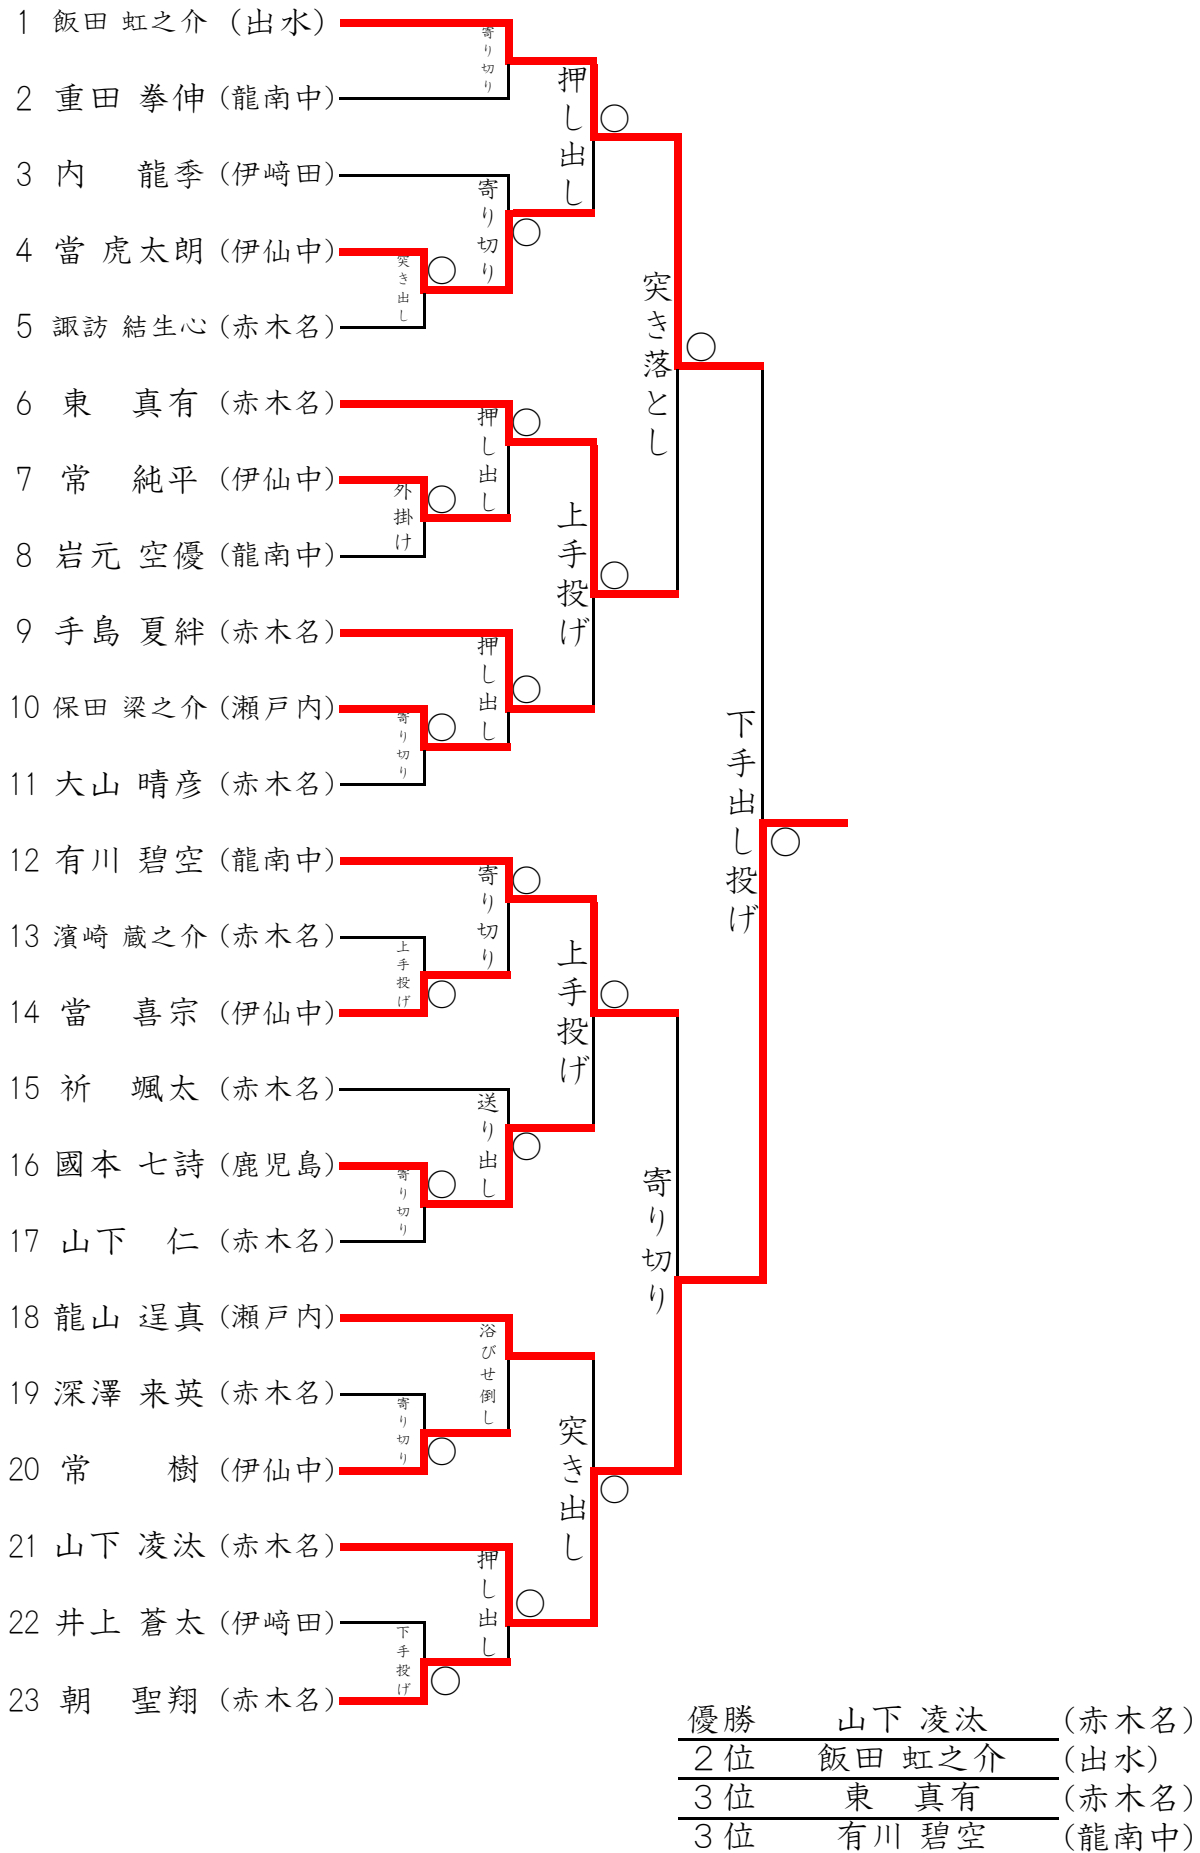 1 飯田 虹之介 (出水)
2 重田 拳伸 (龍南中)
3 内 龍季 (伊﨑田)
4 當 虎太朗 (伊仙中)
5 諏訪 結生心 (赤木名)
6 東 真有 (赤木名)
7 常 純平 (伊仙中)
8 岩元 空優 (龍南中)
9 手島 夏絆 (赤木名)
10 保田 梁之介 (瀬戸内)
11 大山 晴彦 (赤木名)
12 有川 碧空 (龍南中)
13 濱崎 蔵之介 (赤木名)
14 當 喜宗 (伊仙中)
15 祈 颯太 (赤木名)
16 國本 七詩 (鹿児島)
17 山下 仁 (赤木名)
18 龍山 逞真 (瀬戸内)
19 深澤 来英 (赤木名)
20 常 樹 (伊仙中)
21 山下 凌汰 (赤木名)
22 井上 蒼太 (伊﨑田)
23 朝 聖翔 (赤木名)
突き出し
外掛け
寄り切り
上手投げ
寄り切り
寄り切り
下手投げ
寄り切り
寄り切り
押し出し
押し出し
寄り切り
送り出し
浴びせ倒し
押し出し
押し出し
上手投げ
上手投げ
突き出し
突き落とし
寄り切り
下手出し投げ
優勝 山下 凌汰 (赤木名)
2位 飯田 虹之介 (出水)
3位 東 真有 (赤木名)
3位 有川 碧空 (龍南中)